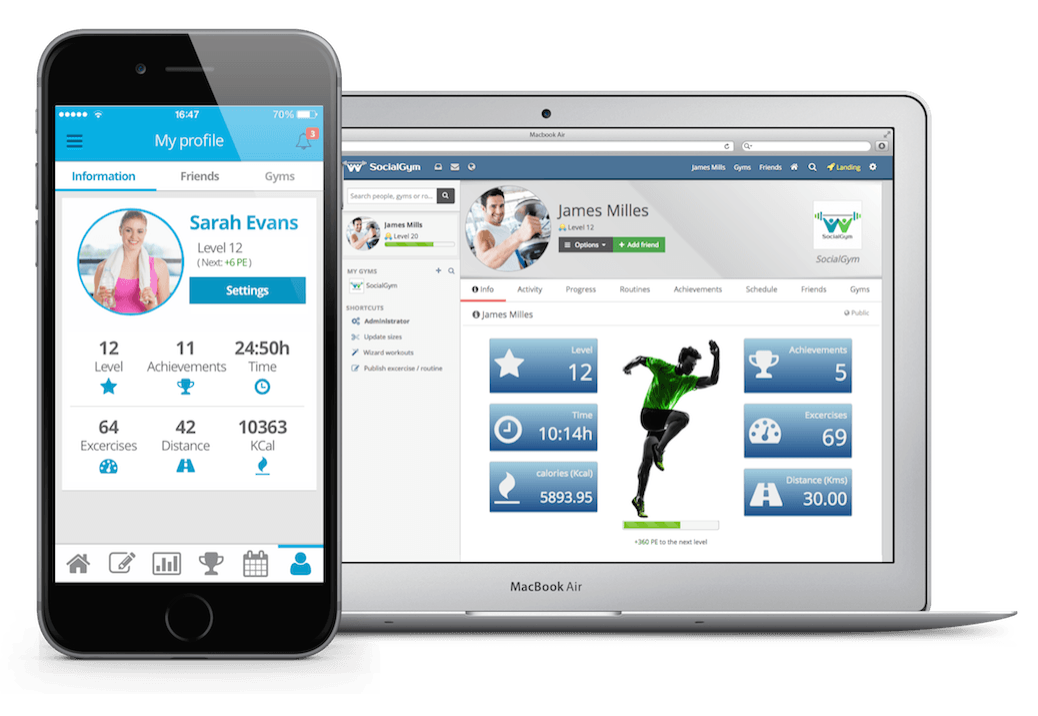 16:47
70%
My profile
3
Information Friends Gyms
Sarah Evans
Level 12
( Next: +6 PE )
Settings
12 11 24:50h
Level Achievements Time
64 42 10363
Excercises Distance KCal
Macbook Air
SocialGym
James Mills Gyms Friends Landing
Search people, gyms or ro...
James Mills
Level 20
MY GYMS
SocialGym
SHORTCUTS
Administrator
Update sizes
Wizard workouts
Publish excercise / routine
James Milles
Level 12
Options
Add friend
SocialGym
SocialGym
Info Activity Progress Routines Achievements Schedule Friends Gyms
James Milles
Public
Level
12
Time
10:14h
calories (Kcal)
5893.95
Achievements
5
Excercises
69
Distance (Kms)
30.00
+360 PE to the next level
MacBook Air